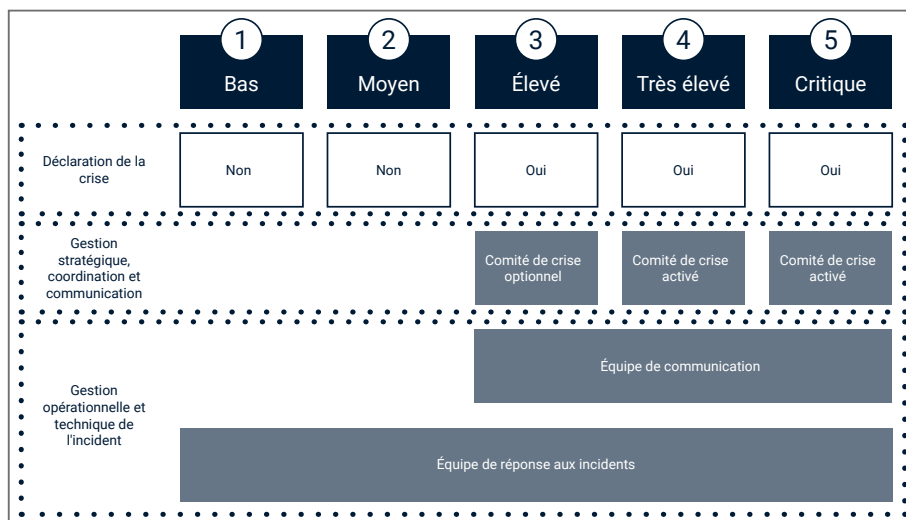 1
2
3
4
5
Bas
Moyen
Élevé
Très élevé
Critique
Déclaration de la
crise
Non
Non
Oui
Oui
Oui
Gestion
stratégique,
coordination et
communication
Comité de crise
optionnel
Comité de crise
activé
Comité de crise
activé
Gestion
opérationnelle et
technique de
l'incident
Équipe de communication
Équipe de réponse aux incidents